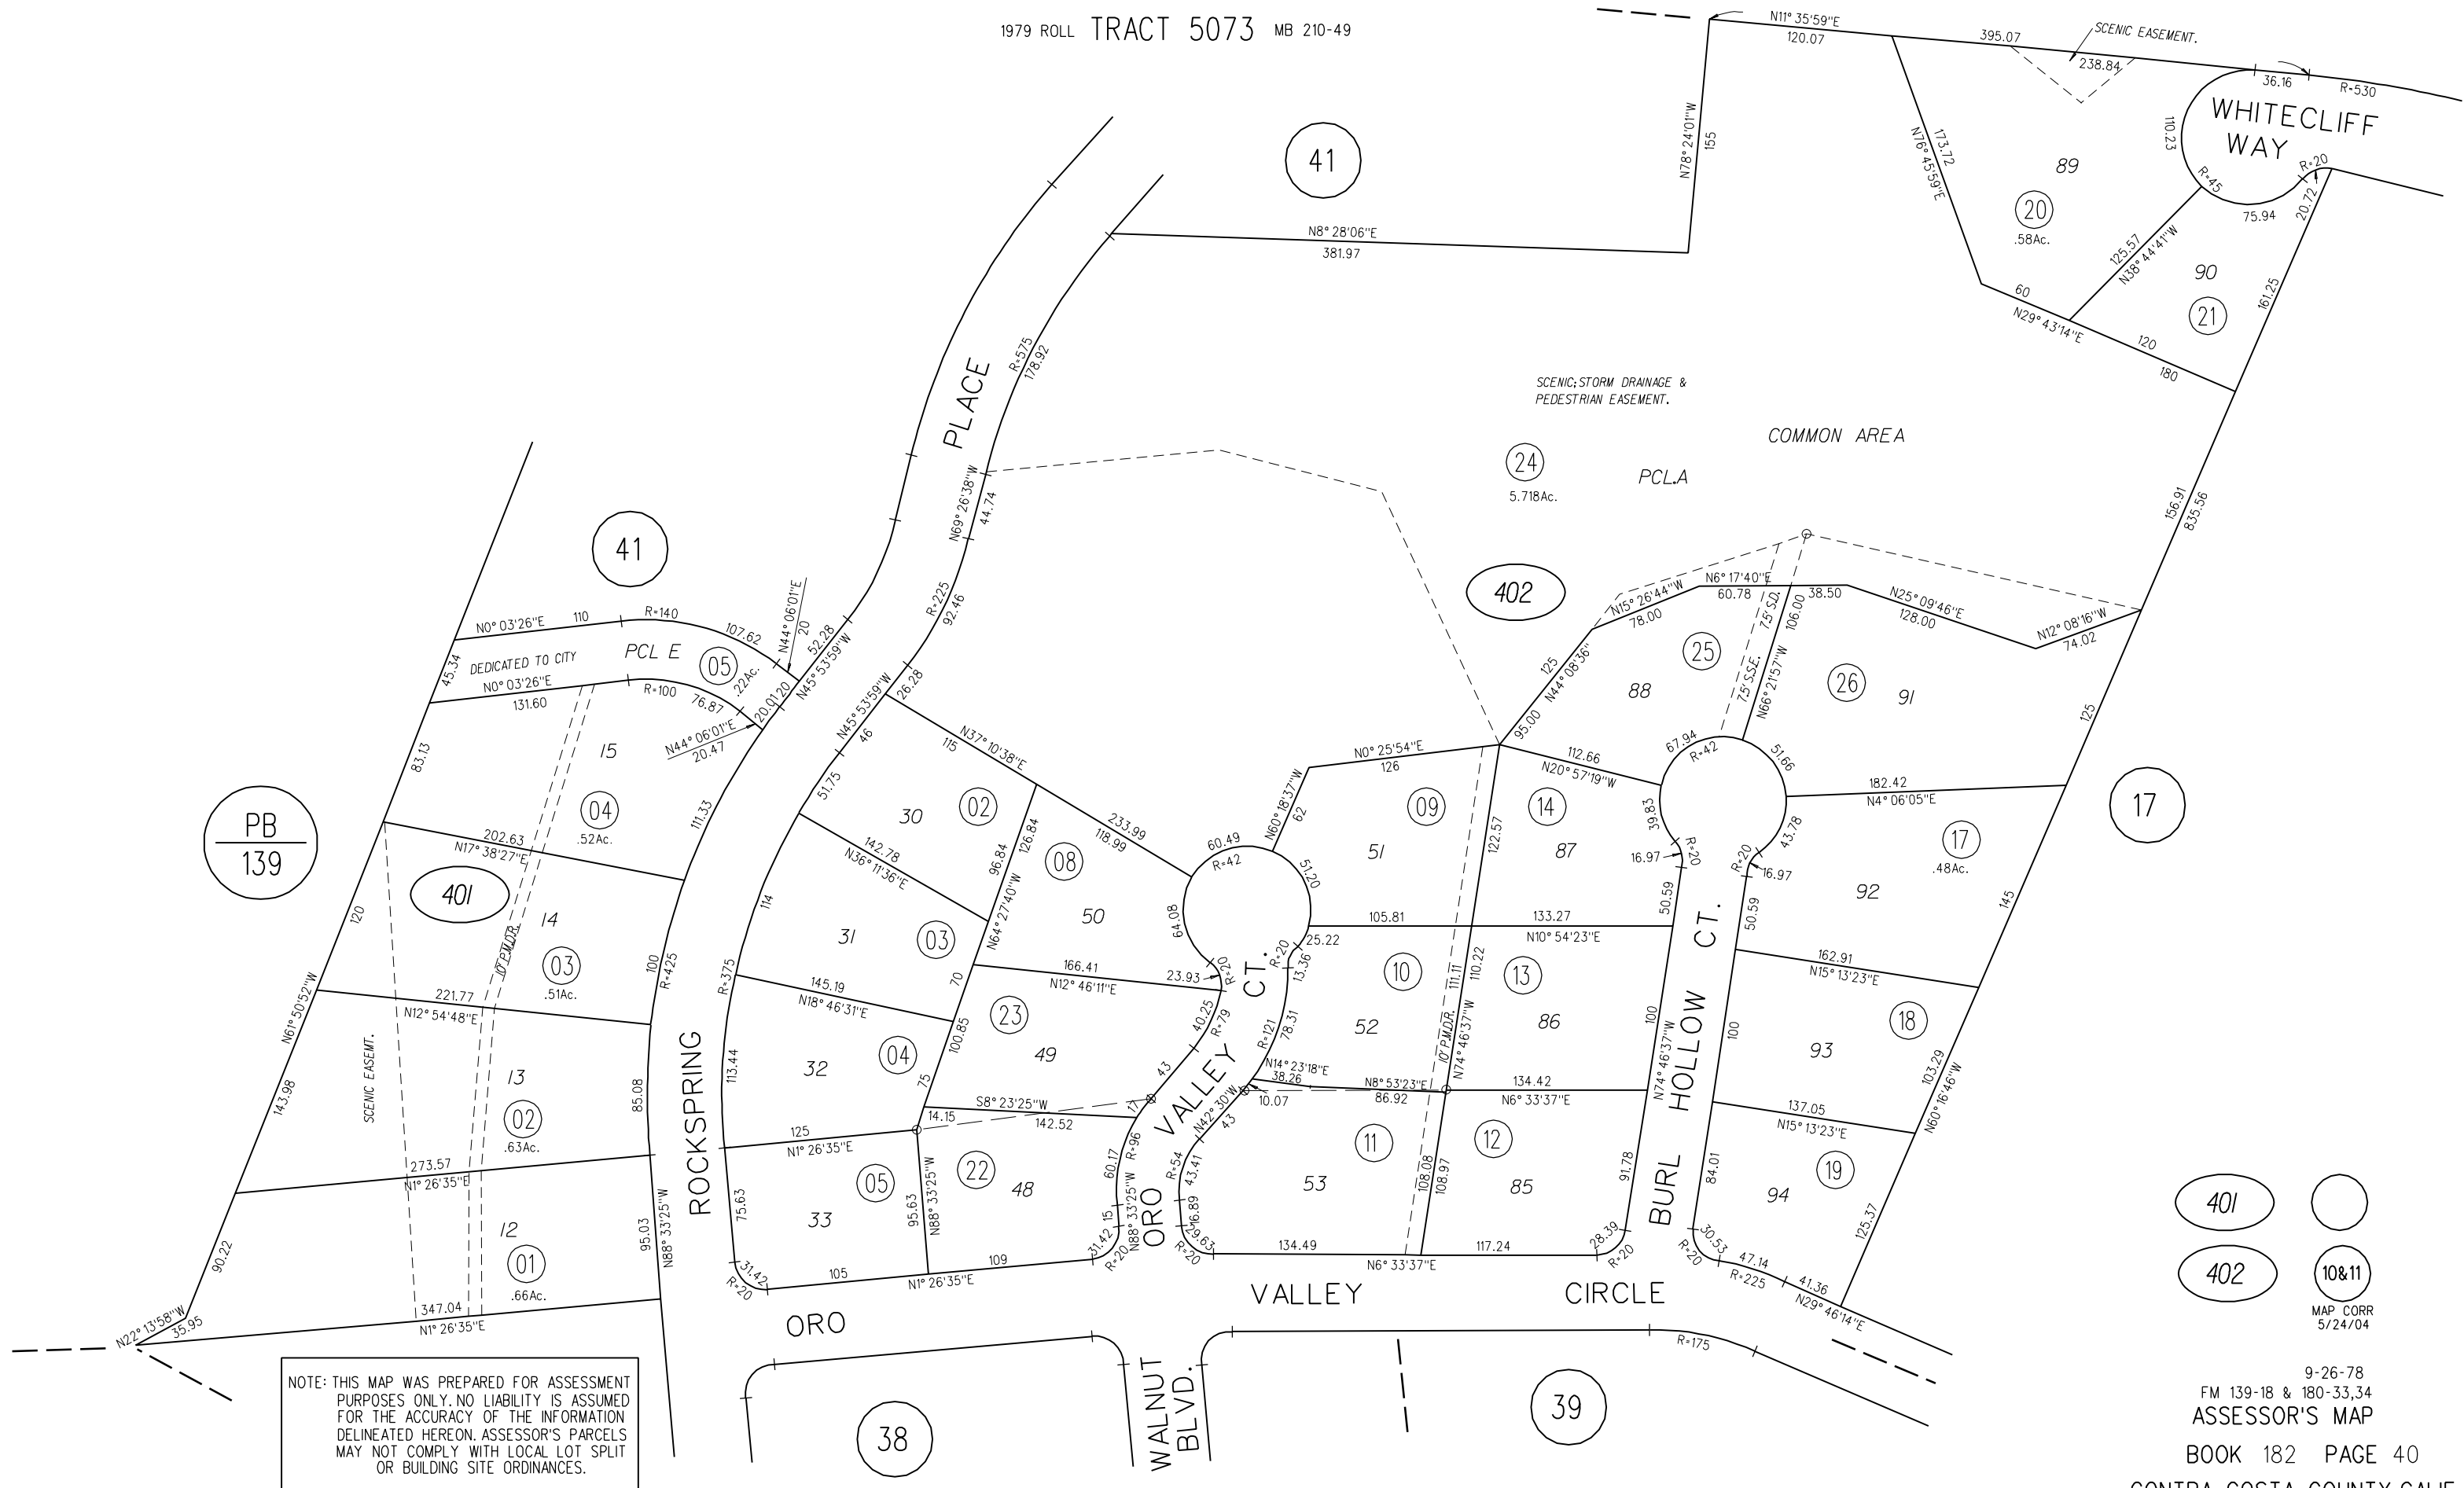 1979 ROLL TRACT 5073 MB 210-49
N11° 35'59"E
120.07
395.07
SCENIC EASEMENT.
238.84
36.16
R=530
WHITECLIFF
WAY
110.23
R=45
R=20
20.72
75.94
N78° 24'01"W
155
N76° 45'59"E
173.72
89
20
.58Ac.
125.57
N38° 44'41"W
90
21
161.25
60
N29° 43'14"E
120
180
41
N8° 28'06"E
381.97
R=575
178.92
PLACE
SCENIC; STORM DRAINAGE &
PEDESTRIAN EASEMENT.
COMMON AREA
24
5.718Ac.
PCL.A
156.91
835.56
N69° 26'38"W
44.74
41
402
R=225
92.46
N0° 03'26"E
110
R=140
107.62
N44° 06'01"E
20
52.28
N45° 53'59"W
45.34
DEDICATED TO CITY
PCL E
05
.22Ac.
N0° 03'26"E
131.60
R=100
76.87
20.01
20
N44° 06'01"E
20.47
N45° 53'59"W
26.28
46
N15° 26'44"W
78.00
N6° 17'40"E
60.78
38.50
N25° 09'46"E
128.00
N12° 08'16"W
74.02
7.5' S.D.
106.00
7.5' S.S.E.
N66° 21'57"W
125
N44° 08'36"
95.00
25
88
26
91
125
83.13
15
04
.52Ac.
111.33
51.75
115
N37° 10'38"E
30
02
233.99
118.99
N0° 25'54"E
126
N60° 18'37"W
62
112.66
N20° 57'19"W
67.94
R=42
51.66
182.42
N4° 06'05"E
17
PB
139
202.63
N17° 38'27"E
401
142.78
N36° 11'36"E
96.84
126.84
08
50
60.49
R=42
51.20
64.08
09
51
122.57
14
87
39.83
16.97
R=20
43.78
R=20
16.97
17
.48Ac.
92
145
120
14
10' P.M.D.R.
03
.51Ac.
100
R=425
114
31
03
N64° 27'40"W
70
166.41
N12° 46'11"E
23.93
R=20
R=20
25.22
13.36
105.81
133.27
N10° 54'23"E
50.59
50.59
162.91
N15° 13'23"E
N61° 50'52"W
221.77
N12° 54'48"E
R=375
145.19
N18° 46'31"E
23
49
100.85
40.25
R=79
CT.
10
52
R=121
78.31
111.11
110.22
13
86
100
100
18
93
103.29
N60° 16'46"W
SCENIC EASEMT.
143.98
13
02
.63Ac.
85.08
113.44
32
04
75
43
VALLEY
10' P.M.D.R.
N74° 46'37"W
N74° 46'37"W
HOLLOW
CT.
S8° 23'25"W
142.52
14.15
17
N14° 23'18"E
38.26
10.07
N8° 53'23"E
86.92
134.42
N6° 33'37"E
137.05
N15° 13'23"E
ROCKSPRING
125
N1° 26'35"E
R=96
60.17
N42° 30'W
43
R=54
43.41
11
53
12
85
108.08
108.97
91.78
BURL
84.01
19
94
125.37
273.57
N1° 26'35"E
05
33
75.63
95.63
N88° 33'25"W
22
48
N88° 33'25"W
15
ORO
16.89
12
01
.66Ac.
95.03
N88° 33'25"W
90.22
31.42
R=20
105
N1° 26'35"E
109
31.42
R=20
29.63
R=20
134.49
N6° 33'37"E
117.24
28.39
R=20
30.53
R=20
47.14
R=225
41.36
N29° 46'14"E
N22° 13'58"W
35.95
347.04
N1° 26'35"E
ORO
VALLEY
CIRCLE
R=175
WALNUT
BLVD.
38
39
401
402
10&11
MAP CORR
5/24/04
NOTE: THIS MAP WAS PREPARED FOR ASSESSMENT
PURPOSES ONLY. NO LIABILITY IS ASSUMED
FOR THE ACCURACY OF THE INFORMATION
DELINEATED HEREON. ASSESSOR'S PARCELS
MAY NOT COMPLY WITH LOCAL LOT SPLIT
OR BUILDING SITE ORDINANCES.
9-26-78
FM 139-18 & 180-33,34
ASSESSOR'S MAP
BOOK 182 PAGE 40
CONTRA COSTA COUNTY, CALIF.